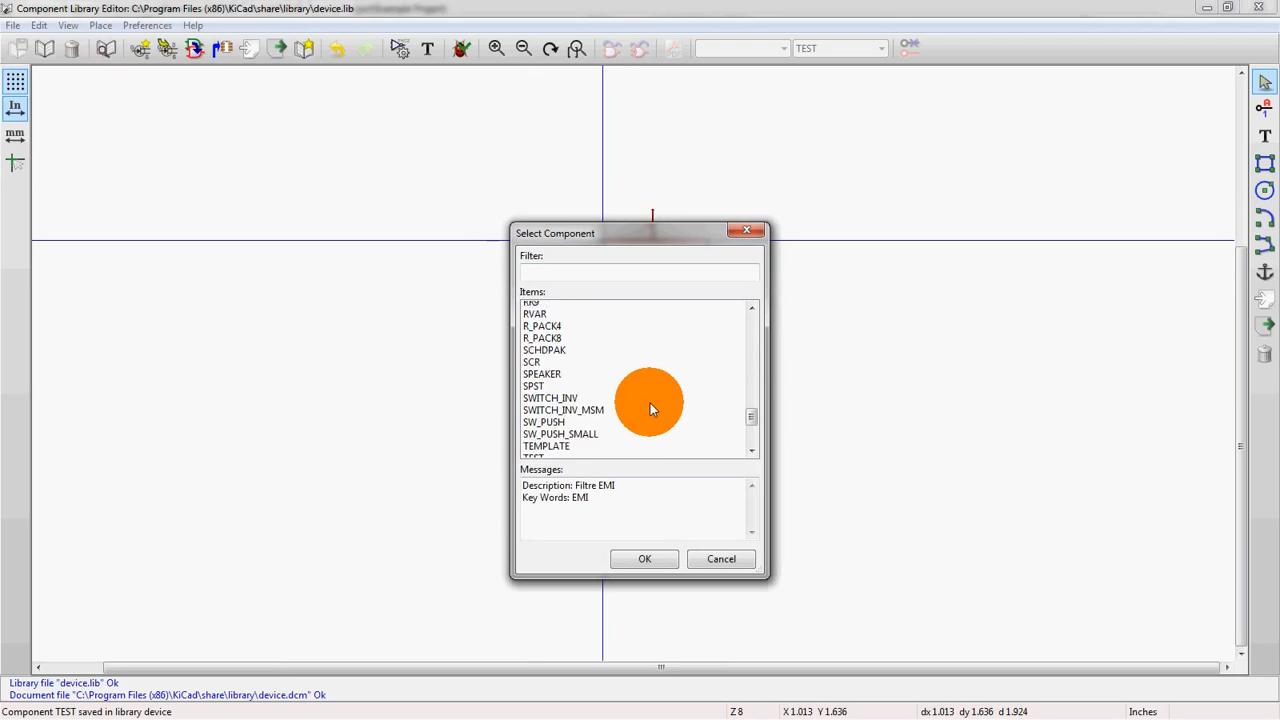 Component Library Editor: C:\Program Files (x86)\KiCad\share\library\device.lib
File Edit View Place Preferences Help
TEST
In
mm
Select Component
Filter:
Items:
RR9
RVAR
R_PACK4
R_PACK8
SCHDPAK
SCR
SPEAKER
SPST
SWITCH_INV
SWITCH_INV_MSM
SW_PUSH
SW_PUSH_SMALL
TEMPLATE
TEST
Messages:
Description: Filtre EMI
Key Words: EMI
OK Cancel
Library file "device.lib" Ok
Document file "C:\Program Files (x86)\KiCad\share\library\device.dcm" Ok
Component TEST saved in library device Z 8 X 1.013 Y 1.636 dx 1.013 dy 1.636 d 1.924 Inches